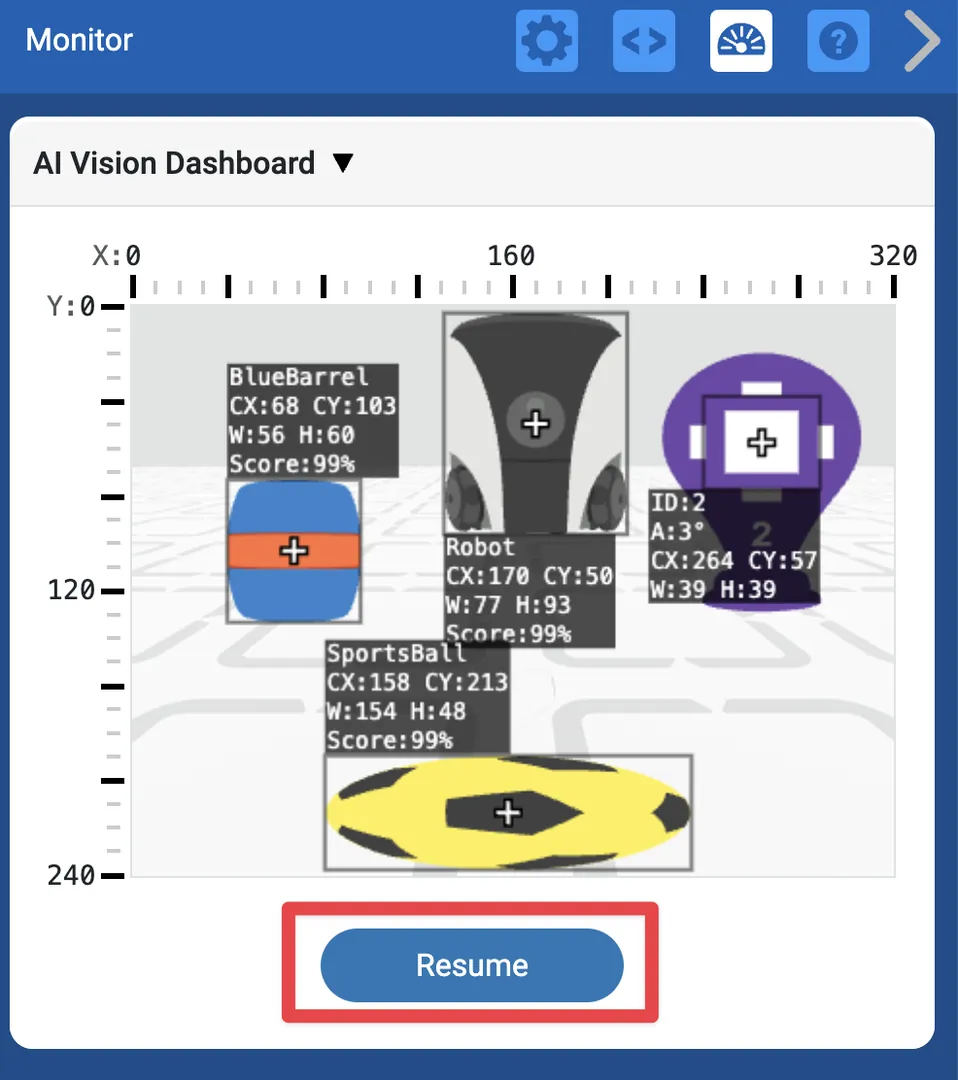 Monitor
AI Vision Dashboard ▼
X:0 160 320
Y:0
BlueBarrel
CX:68 CY:103
W:56 H:60
Score:99%
ID:2
A:3°
CX:264 CY:57
W:39 H:39
2
Robot
CX:170 CY:50
W:77 H:93
Score:99%
120
SportsBall
CX:158 CY:213
W:154 H:48
Score:99%
240
Resume